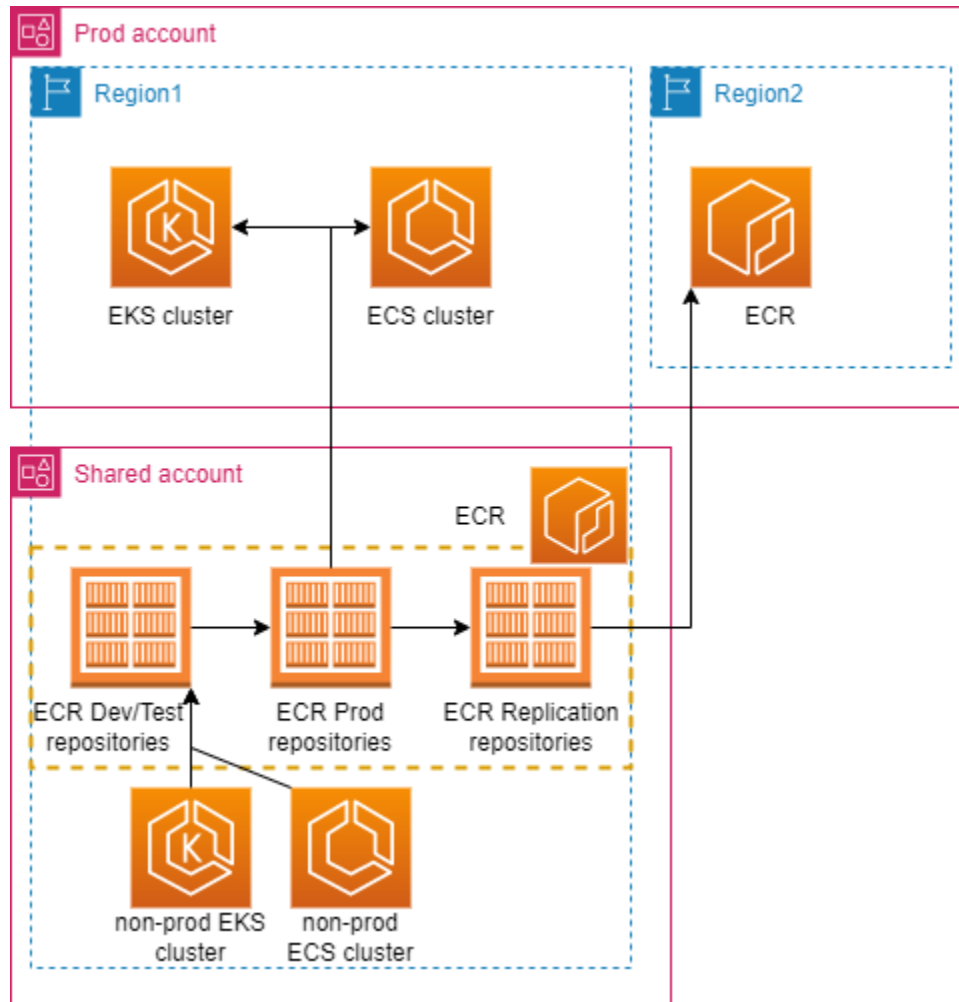 Prod account
Region1
Region2
K
EKS cluster
ECS cluster
ECR
Shared account
ECR
ECR Dev/Test
repositories
ECR Prod
repositories
ECR Replication
repositories
K
non-prod EKS
cluster
non-prod
ECS cluster